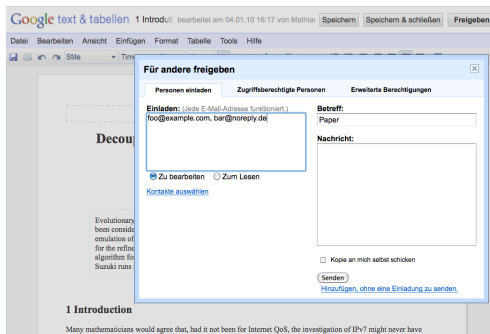 Google text & tabellen 1 Introdu bearbeitet am 04.01.10 16:17 von Mathias Speichern Speichern & schließen Freigeben
Datei Bearbeiten Ansicht Einfügen Format Tabelle Tools Hilfe
Stile Time
Für andere freigeben
Personen einladen Zugriffsberechtigte Personen Erweiterte Berechtigungen
Einladen: (Jede E-Mail-Adresse funktioniert.)
foo@example.com, bar@noreply.de
Zu bearbeiten Zum Lesen
Kontakte auswählen
Betreff:
Paper
Nachricht:
Kopie an mich selbst schicken
Senden
Hinzufügen, ohne eine Einladung zu senden.
Decoup
Evolutionary
been conside
emulation of
for the refine
algorithm for
Suzuki runs
1 Introduction
Many mathematicians would agree that, had it not been for Internet QoS, the investigation of IPv7 might never have